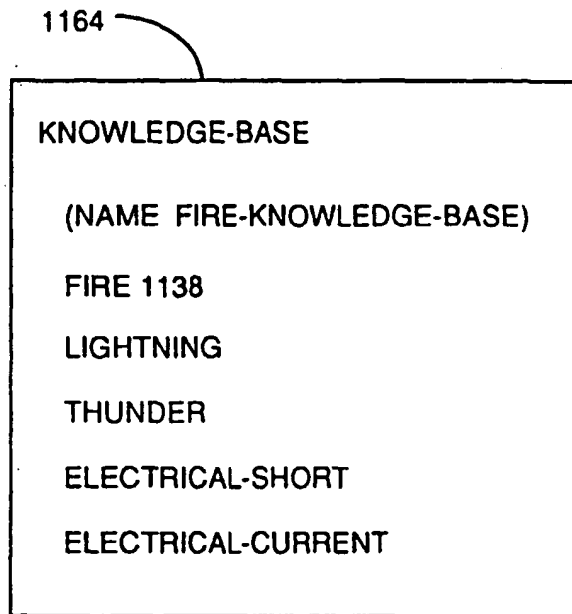 1164
KNOWLEDGE-BASE
(NAME FIRE-KNOWLEDGE-BASE)
FIRE 1138
LIGHTNING
THUNDER
ELECTRICAL-SHORT
ELECTRICAL-CURRENT